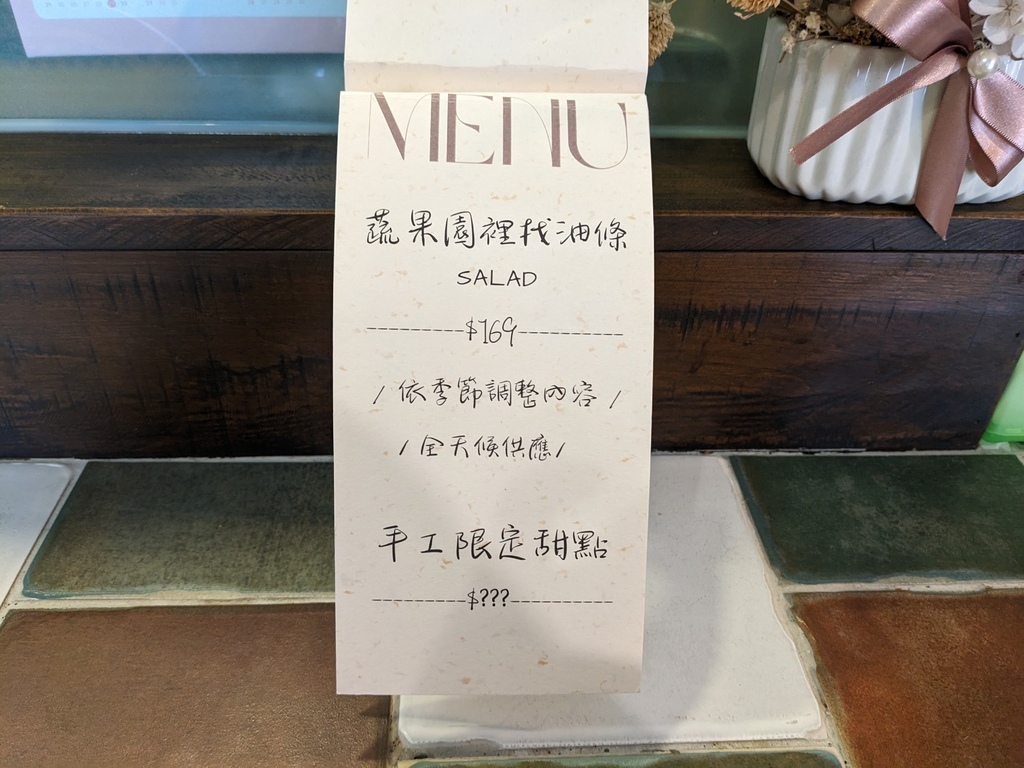 MENU
蔬果園裡找油條
SALAD
---------$169-----------
/ 依季節調整內容 /
/ 全天候供應 /
手工限定甜點
----------$???-----------